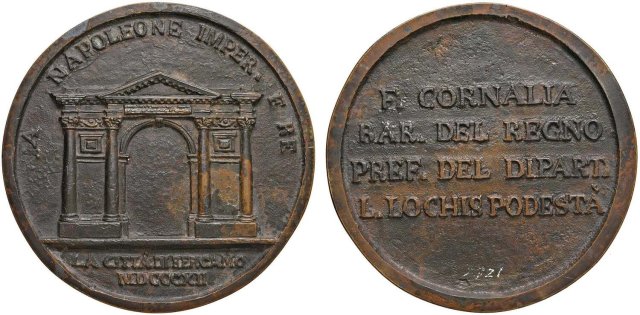 A NAPOLEONE IMPER. E RE
LA CITTÀ DI BERGAMO
MDCCCXII
F. CORNALIA
BAR. DEL REGNO
PREF. DEL DIPART.
L. LOCHIS PODESTÀ